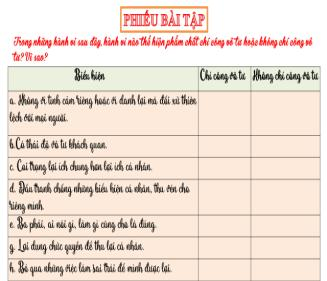 PHIẾU BÀI TẬP
Trong những hành vi sau đây, hành vi nào thể hiện phẩm chất chí công vô tư hoặc không chí công vô
tư? Vì sao?
Biểu hiện Chí công vô tư Không chí công vô tư
a. Không vì tình cảm riêng hoặc vì danh lợi mà đối xử thiên
lệch với mọi người.
b. Có thái độ vô tư khách quan.
c. Coi trọng lợi ích chung hơn lợi ích cá nhân.
d. Đấu tranh chống những biểu hiện cá nhân, thu vén cho
riêng mình.
e. Ba phải, ai nói gì, làm gì cũng cho là đúng.
g. Lợi dụng chức quyền để thu lợi cá nhân.
h. Bỏ qua những việc làm sai trái để mình được lợi.